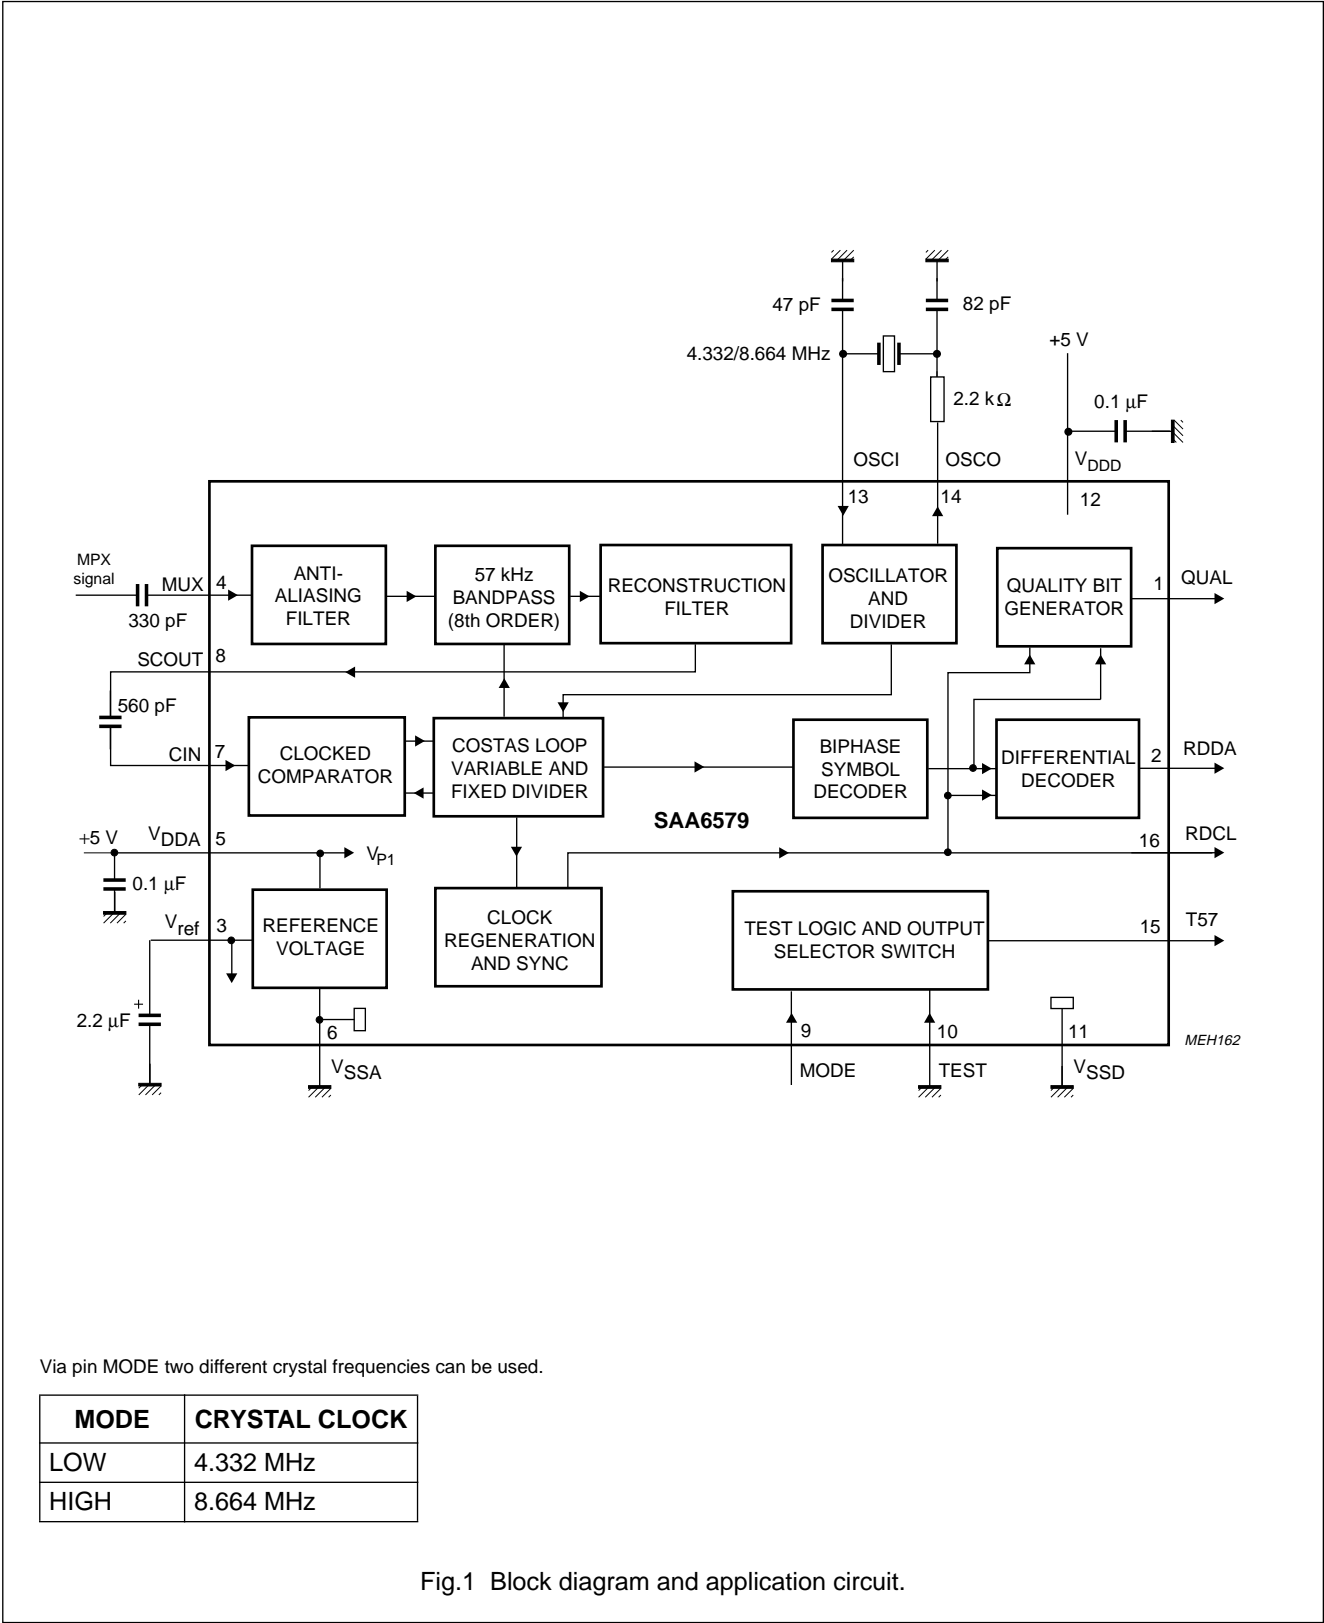 47 pF
82 pF
4.332/8.664 MHz
+5 V
2.2 kΩ
0.1 µF
OSCI
OSCO
VDDD
13
14
12
MPX
signal
MUX
4
330 pF
ANTI-
ALIASING
FILTER
57 kHz
BANDPASS
(8th ORDER)
RECONSTRUCTION
FILTER
OSCILLATOR
AND
DIVIDER
QUALITY BIT
GENERATOR
1
QUAL
SCOUT
8
560 pF
CIN
7
CLOCKED
COMPARATOR
COSTAS LOOP
VARIABLE AND
FIXED DIVIDER
BIPHASE
SYMBOL
DECODER
DIFFERENTIAL
DECODER
2
RDDA
SAA6579
+5 V
VDDA
5
VP1
16
RDCL
0.1 µF
Vref
3
REFERENCE
VOLTAGE
CLOCK
REGENERATION
AND SYNC
TEST LOGIC AND OUTPUT
SELECTOR SWITCH
15
T57
+
2.2 µF
6
VSSA
9
MODE
10
TEST
11
VSSD
MEH162
Via pin MODE two different crystal frequencies can be used.
MODE CRYSTAL CLOCK
LOW 4.332 MHz
HIGH 8.664 MHz
Fig.1 Block diagram and application circuit.